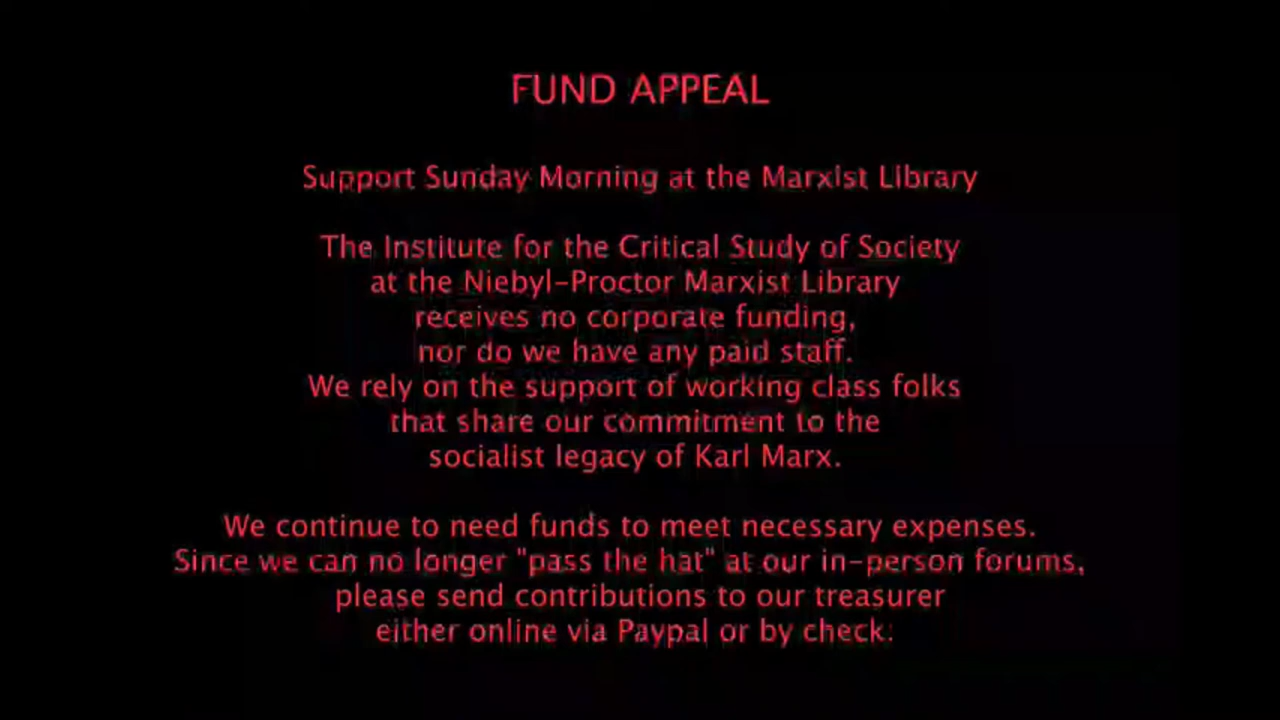 FUND APPEAL
Support Sunday Morning at the Marxist Library
The Institute for the Critical Study of Society
at the Niebyl-Proctor Marxist Library
receives no corporate funding,
nor do we have any paid staff.
We rely on the support of working class folks
that share our commitment to the
socialist legacy of Karl Marx.
We continue to need funds to meet necessary expenses.
Since we can no longer "pass the hat" at our in-person forums,
please send contributions to our treasurer
either online via Paypal or by check: